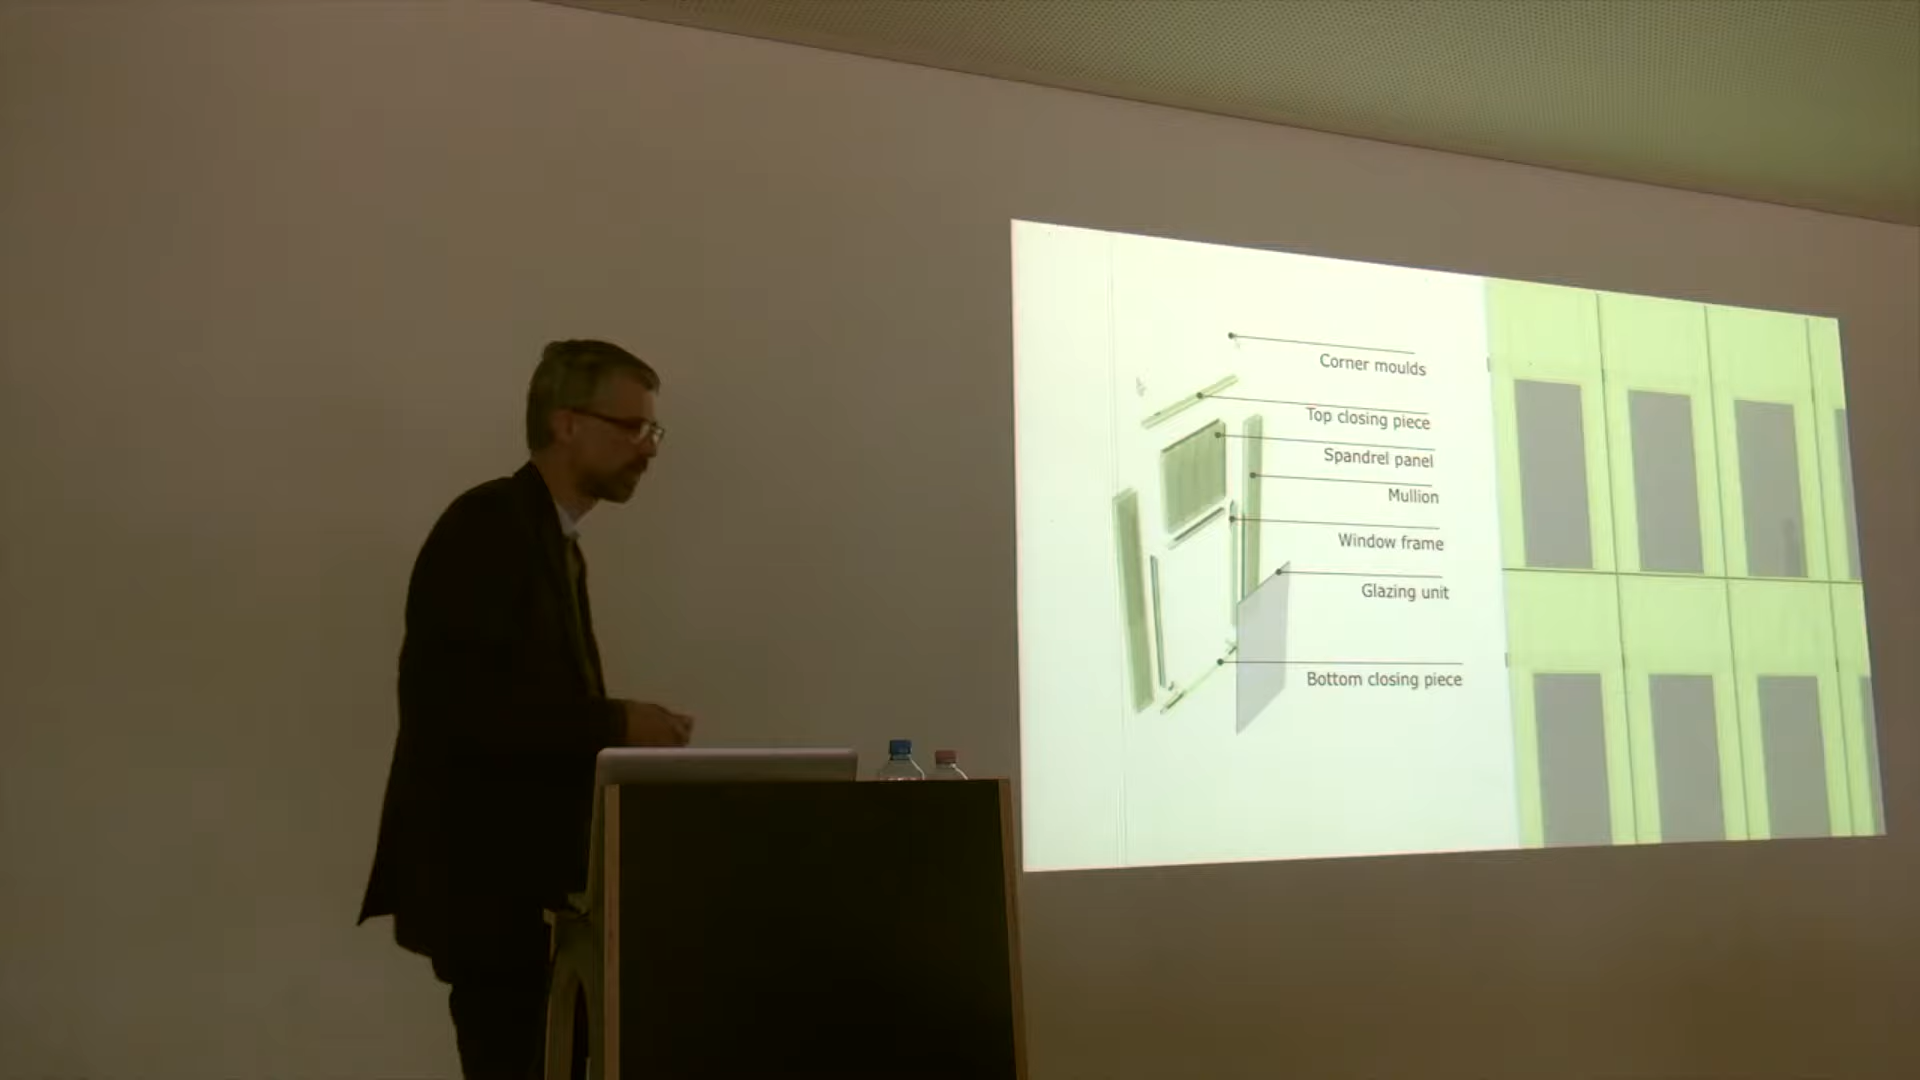 Corner moulds
Top closing piece
Spandrel panel
Mullion
Window frame
Glazing unit
Bottom closing piece